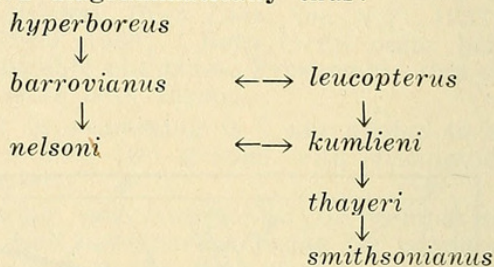 hyperboreus
↓
barrovianus ←→ leucopterus
↓ ↓
nelsoni ←→ kumlieni
↓
thayeri
↓
smithsonianus